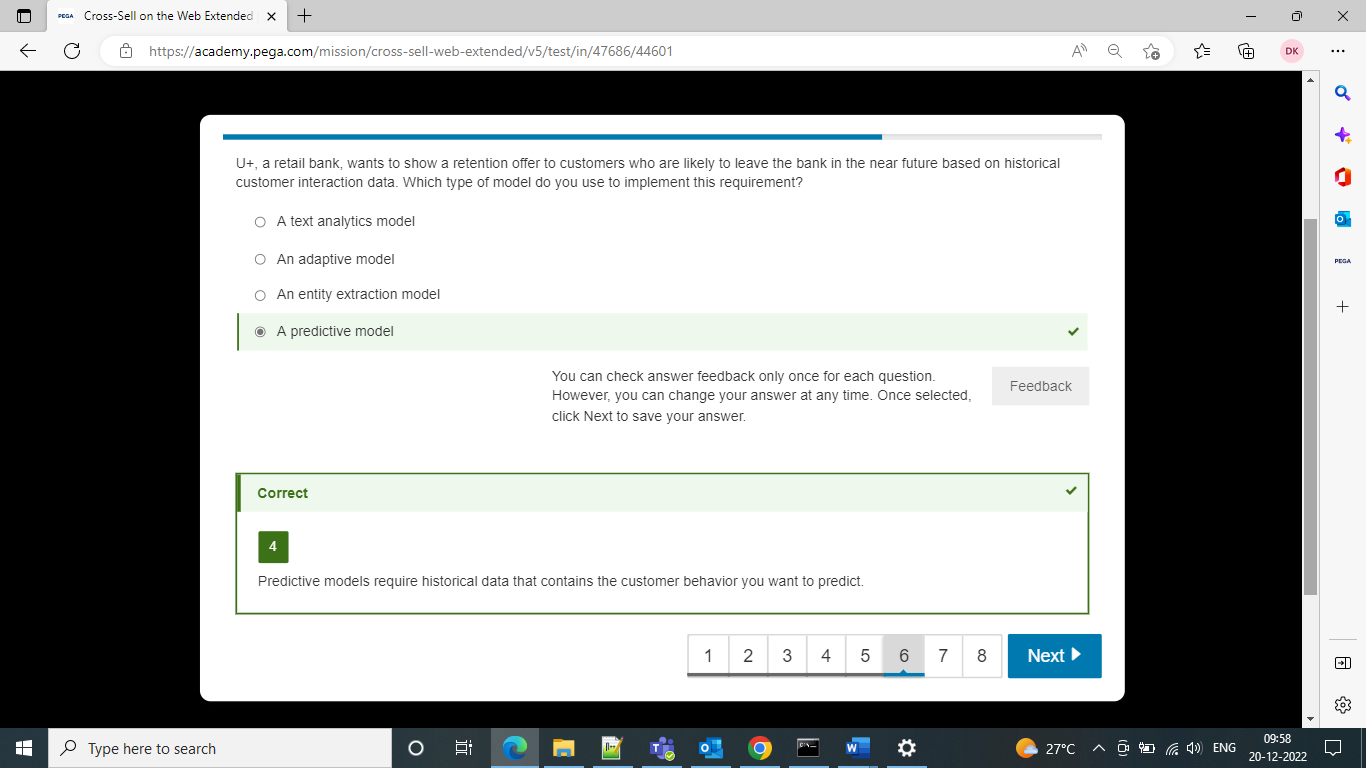 PEGA Cross-Sell on the Web Extended
https://academy.pega.com/mission/cross-sell-web-extended/v5/test/in/47686/44601
DK
U+, a retail bank, wants to show a retention offer to customers who are likely to leave the bank in the near future based on historical
customer interaction data. Which type of model do you use to implement this requirement?
A text analytics model
An adaptive model
An entity extraction model
A predictive model
You can check answer feedback only once for each question.
However, you can change your answer at any time. Once selected,
click Next to save your answer.
Feedback
Correct
4
Predictive models require historical data that contains the customer behavior you want to predict.
1 2 3 4 5 6 7 8 Next
PEGA
Type here to search
27°C
ENG
09:58
20-12-2022